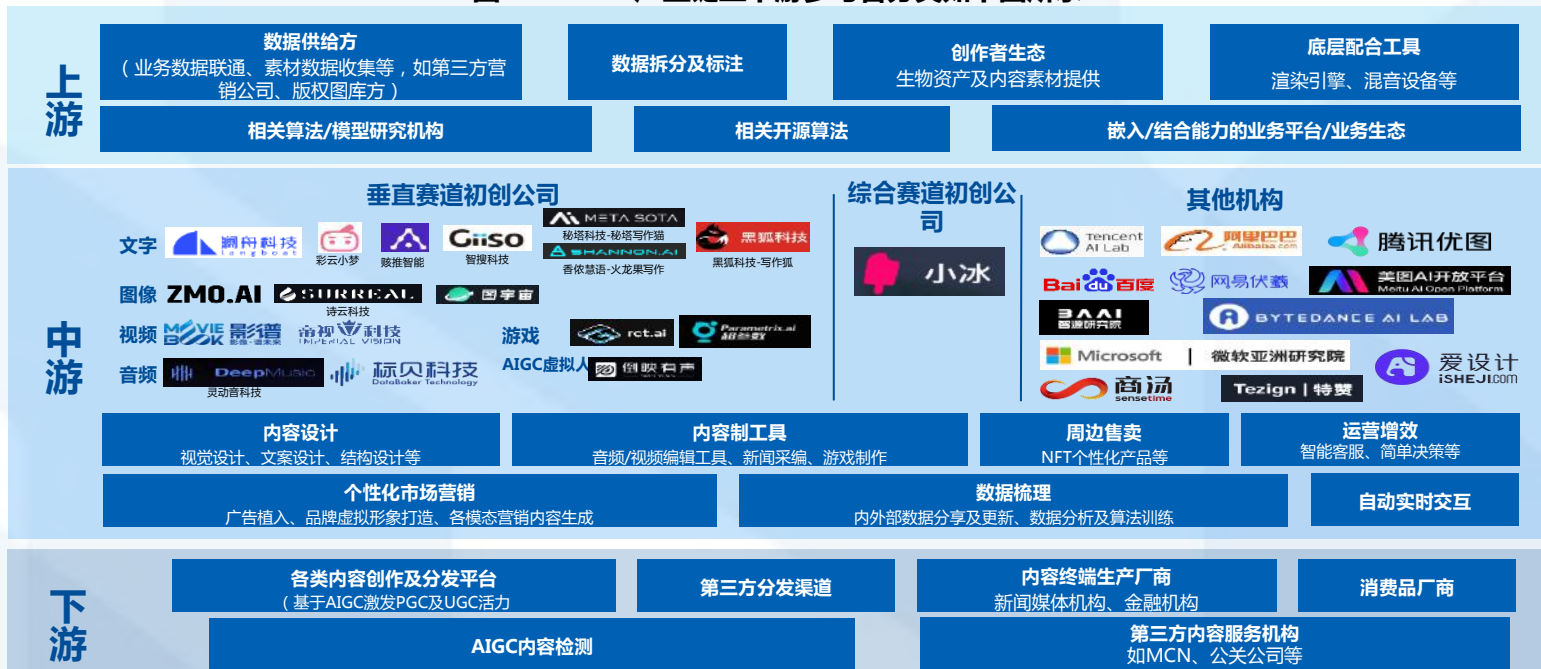 上游
数据供给方
（业务数据联通、素材数据收集等，如第三方营
销公司、版权图库方）
数据拆分及标注
创作者生态
生物资产及内容素材提供
底层配合工具
渲染引擎、混音设备等
相关算法/模型研究机构
相关开源算法
嵌入/结合能力的业务平台/业务生态
中游
垂直赛道初创公司
文字
澜舟科技
langboat
彩云小梦
赅推智能
Giiso
智搜科技
META SOTA
秘塔科技-秘塔写作猫
SHANNON.AI
香侬慧语-火龙果写作
黑狐科技
黑狐科技-写作狐
图像
ZMO.AI
SURREAL
诗云科技
国宇宙
视频
MOVIE BOOK 影谱
影像·谱未来
帝视科技
IMPERIAL VISION
游戏
rct.ai
Parametrix.ai
超参数
音频
DeepMusic
灵动音科技
标贝科技
DataBaker Technology
AIGC虚拟人
倒映有声
综合赛道初创公
司
小冰
其他机构
Tencent
AI Lab
阿里巴巴
Alibaba.com
腾讯优图
Bai du 百度
网易伏羲
美图AI开放平台
Meitu AI Open Platform
BAAI
智源研究院
BYTEDANCE AI LAB
Microsoft | 微软亚洲研究院
爱设计
iSHEJI.COM
商汤
sensetime
Tezign | 特赞
内容设计
视觉设计、文案设计、结构设计等
内容制工具
音频/视频编辑工具、新闻采编、游戏制作
周边售卖
NFT个性化产品等
运营增效
智能客服、简单决策等
个性化市场营销
广告植入、品牌虚拟形象打造、各模态营销内容生成
数据梳理
内外部数据分享及更新、数据分析及算法训练
自动实时交互
下游
各类内容创作及分发平台
（基于AIGC激发PGC及UGC活力
第三方分发渠道
内容终端生产厂商
新闻媒体机构、金融机构
消费品厂商
AIGC内容检测
第三方内容服务机构
如MCN、公关公司等